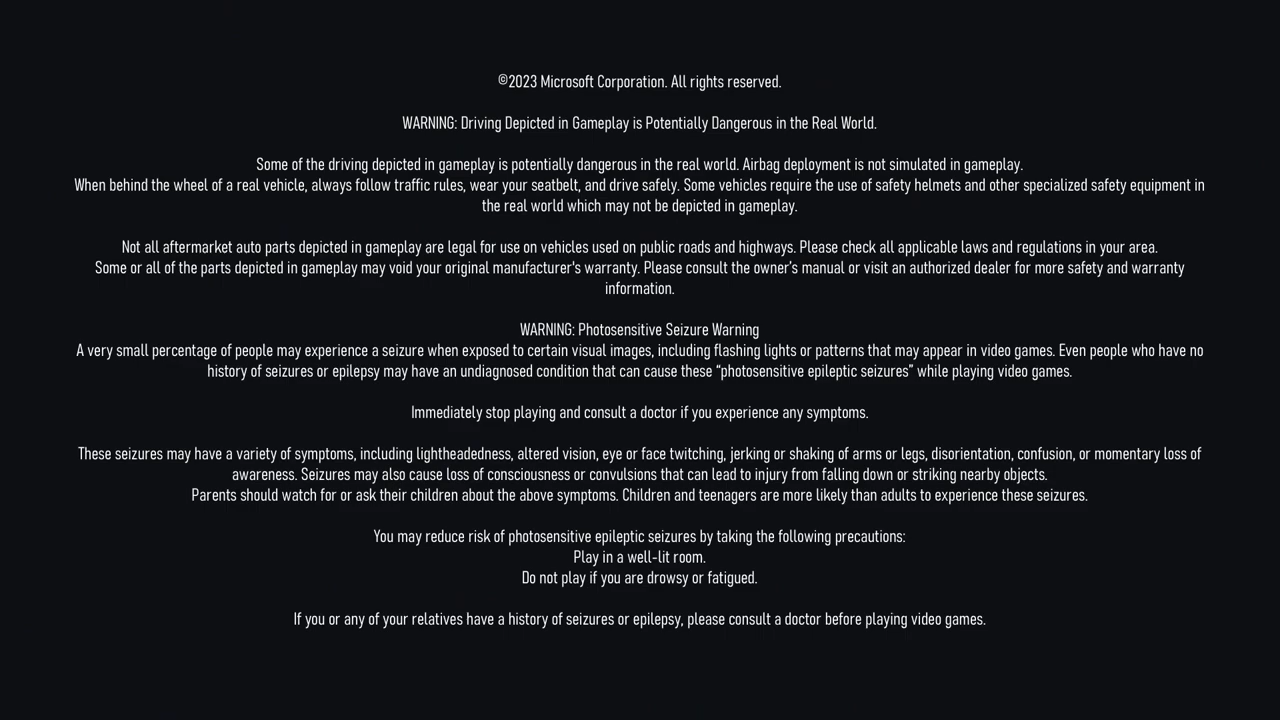 ©2023 Microsoft Corporation. All rights reserved.
WARNING: Driving Depicted in Gameplay is Potentially Dangerous in the Real World.
Some of the driving depicted in gameplay is potentially dangerous in the real world. Airbag deployment is not simulated in gameplay.
When behind the wheel of a real vehicle, always follow traffic rules, wear your seatbelt, and drive safely. Some vehicles require the use of safety helmets and other specialized safety equipment in
the real world which may not be depicted in gameplay.
Not all aftermarket auto parts depicted in gameplay are legal for use on vehicles used on public roads and highways. Please check all applicable laws and regulations in your area.
Some or all of the parts depicted in gameplay may void your original manufacturer's warranty. Please consult the owner’s manual or visit an authorized dealer for more safety and warranty
information.
WARNING: Photosensitive Seizure Warning
A very small percentage of people may experience a seizure when exposed to certain visual images, including flashing lights or patterns that may appear in video games. Even people who have no
history of seizures or epilepsy may have an undiagnosed condition that can cause these “photosensitive epileptic seizures” while playing video games.
Immediately stop playing and consult a doctor if you experience any symptoms.
These seizures may have a variety of symptoms, including lightheadedness, altered vision, eye or face twitching, jerking or shaking of arms or legs, disorientation, confusion, or momentary loss of
awareness. Seizures may also cause loss of consciousness or convulsions that can lead to injury from falling down or striking nearby objects.
Parents should watch for or ask their children about the above symptoms. Children and teenagers are more likely than adults to experience these seizures.
You may reduce risk of photosensitive epileptic seizures by taking the following precautions:
Play in a well-lit room.
Do not play if you are drowsy or fatigued.
If you or any of your relatives have a history of seizures or epilepsy, please consult a doctor before playing video games.